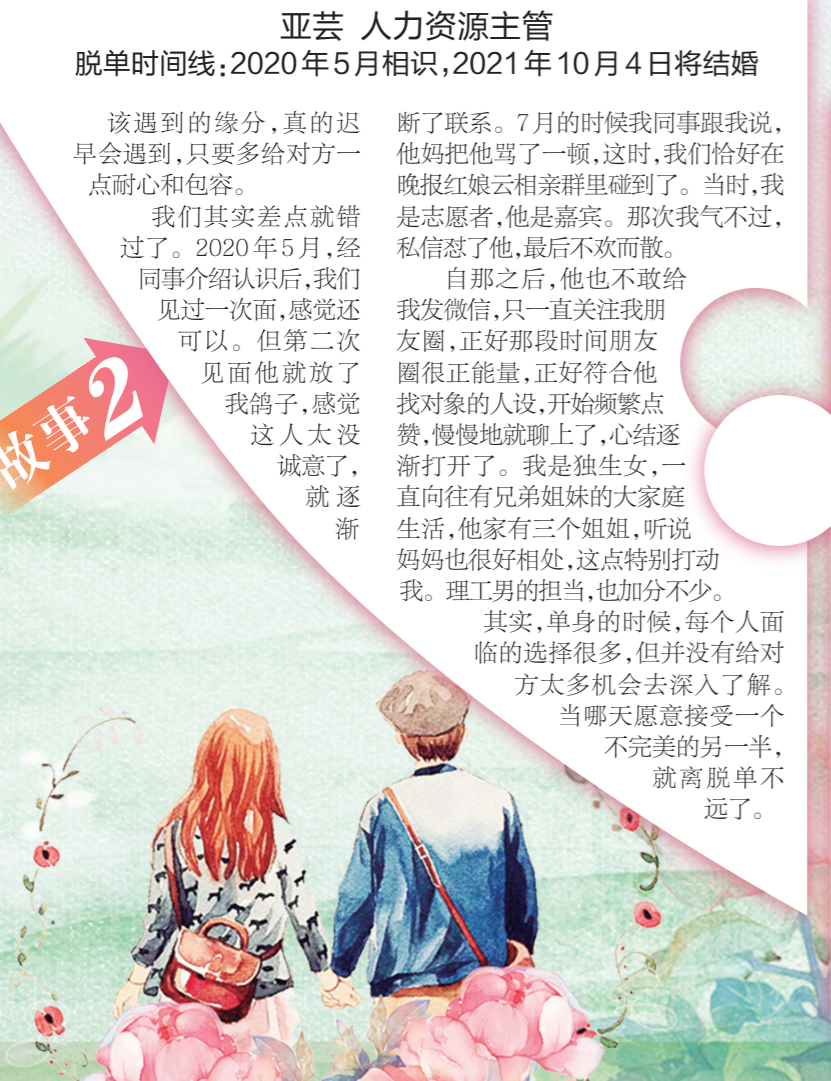 亚芸 人力资源主管
脱单时间线:2020年5月相识,2021年10月4日将结婚
故事2
该遇到的缘分,真的迟
早会遇到,只要多给对方一
点耐心和包容。
我们其实差点就错
过了。2020年5月,经
同事介绍认识后,我们
见过一次面,感觉还
可以。但第二次
见面他就放了
我鸽子,感觉
这人太没
诚意了,
就逐
渐
断了联系。7月的时候我同事跟我说,
他妈把他骂了一顿,这时,我们恰好在
晚报红娘云相亲群里碰到了。当时,我
是志愿者,他是嘉宾。那次我气不过,
私信怼了他,最后不欢而散。
自那之后,他也不敢给
我发微信,只一直关注我朋
友圈,正好那段时间朋友
圈很正能量,正好符合他
找对象的人设,开始频繁点
赞,慢慢地就聊上了,心结逐
渐打开了。我是独生女,一
直向往有兄弟姐妹的大家庭
生活,他家有三个姐姐,听说
妈妈也很好相处,这点特别打动
我。理工男的担当,也加分不少。
其实,单身的时候,每个人面
临的选择很多,但并没有给对
方太多机会去深入了解。
当哪天愿意接受一个
不完美的另一半,
就离脱单不
远了。